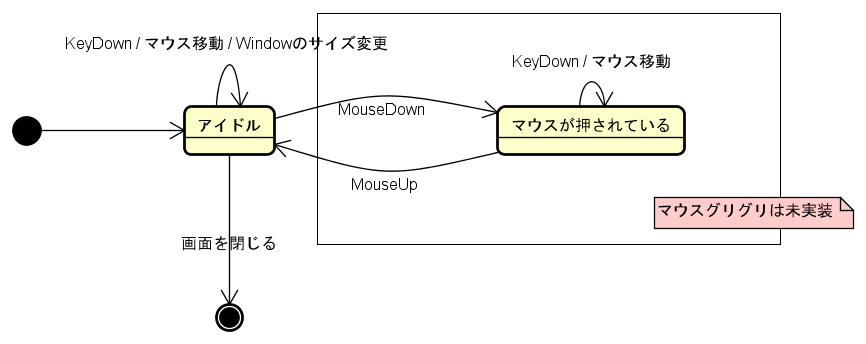 KeyDown / マウス移動 / Windowのサイズ変更
KeyDown / マウス移動
アイドル
MouseDown
マウスが押されている
MouseUp
マウスグリグリは未実装
画面を閉じる